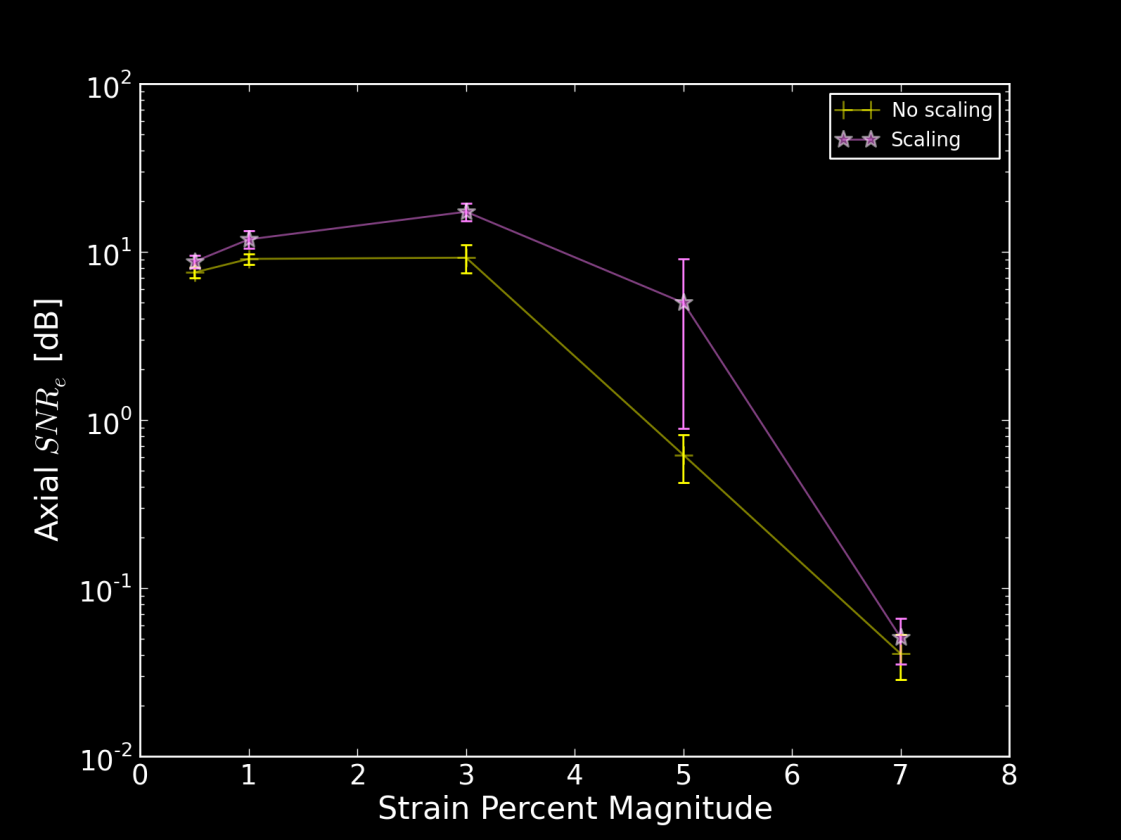 10^2
10^1
10^0
10^-1
10^-2
Axial SNR_e [dB]
No scaling
Scaling
0 1 2 3 4 5 6 7 8
Strain Percent Magnitude